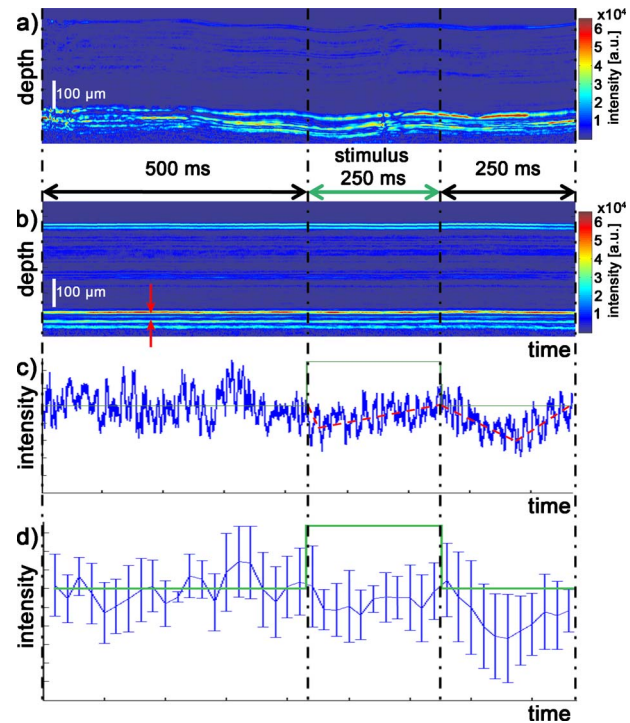 a)
depth
100 μm
x10⁴
6
5
4
3
2
1
intensity [a.u.]
500 ms
stimulus
250 ms
250 ms
b)
depth
100 μm
x10⁴
6
5
4
3
2
1
intensity [a.u.]
time
c)
intensity
time
d)
intensity
time